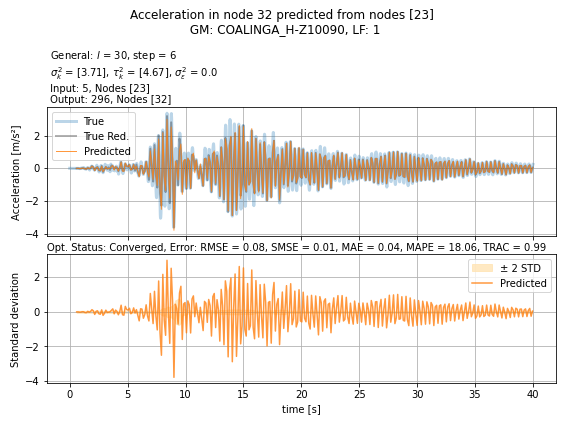 Acceleration in node 32 predicted from nodes [23]
GM: COALINGA_H-Z10090, LF: 1
General: l = 30, step = 6
σ²ₖ = [3.71], τ²ₖ = [4.67], σ²ε = 0.0
Input: 5, Nodes [23]
Output: 296, Nodes [32]
True
True Red.
Predicted
Acceleration [m/s²]
2
0
−2
−4
Opt. Status: Converged, Error: RMSE = 0.08, SMSE = 0.01, MAE = 0.04, MAPE = 18.06, TRAC = 0.99
± 2 STD
Predicted
Standard deviation
2
0
−2
−4
0 5 10 15 20 25 30 35 40
time [s]